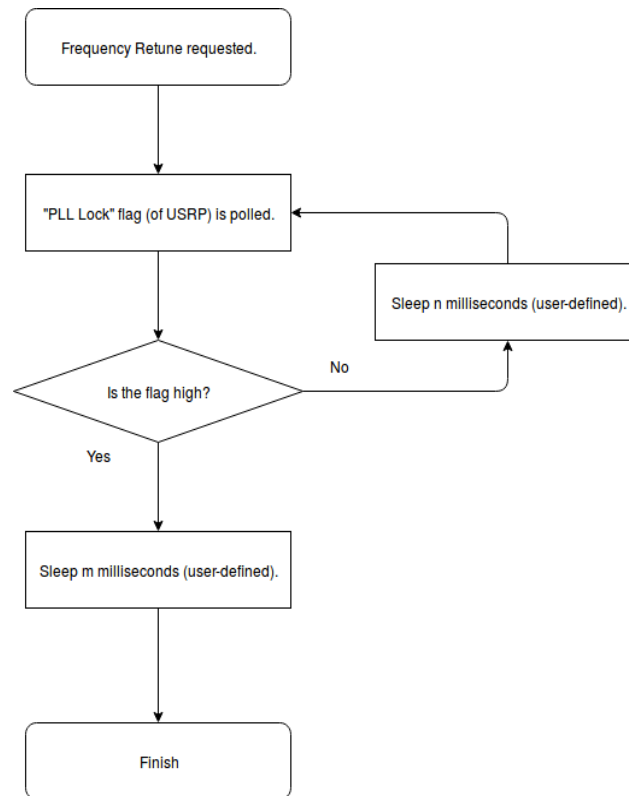 Frequency Retune requested.
"PLL Lock" flag (of USRP) is polled.
Sleep n milliseconds (user-defined).
Is the flag high?
No
Yes
Sleep m milliseconds (user-defined).
Finish